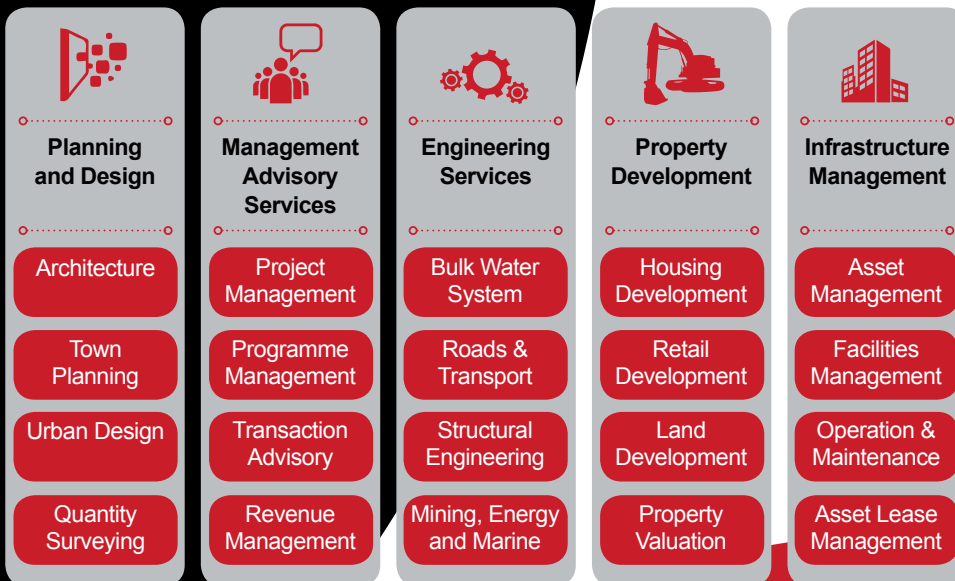 Planning
and Design
Architecture
Town
Planning
Urban Design
Quantity
Surveying
Management
Advisory
Services
Project
Management
Programme
Management
Transaction
Advisory
Revenue
Management
Engineering
Services
Bulk Water
System
Roads &
Transport
Structural
Engineering
Mining, Energy
and Marine
Property
Development
Housing
Development
Retail
Development
Land
Development
Property
Valuation
Infrastructure
Management
Asset
Management
Facilities
Management
Operation &
Maintenance
Asset Lease
Management